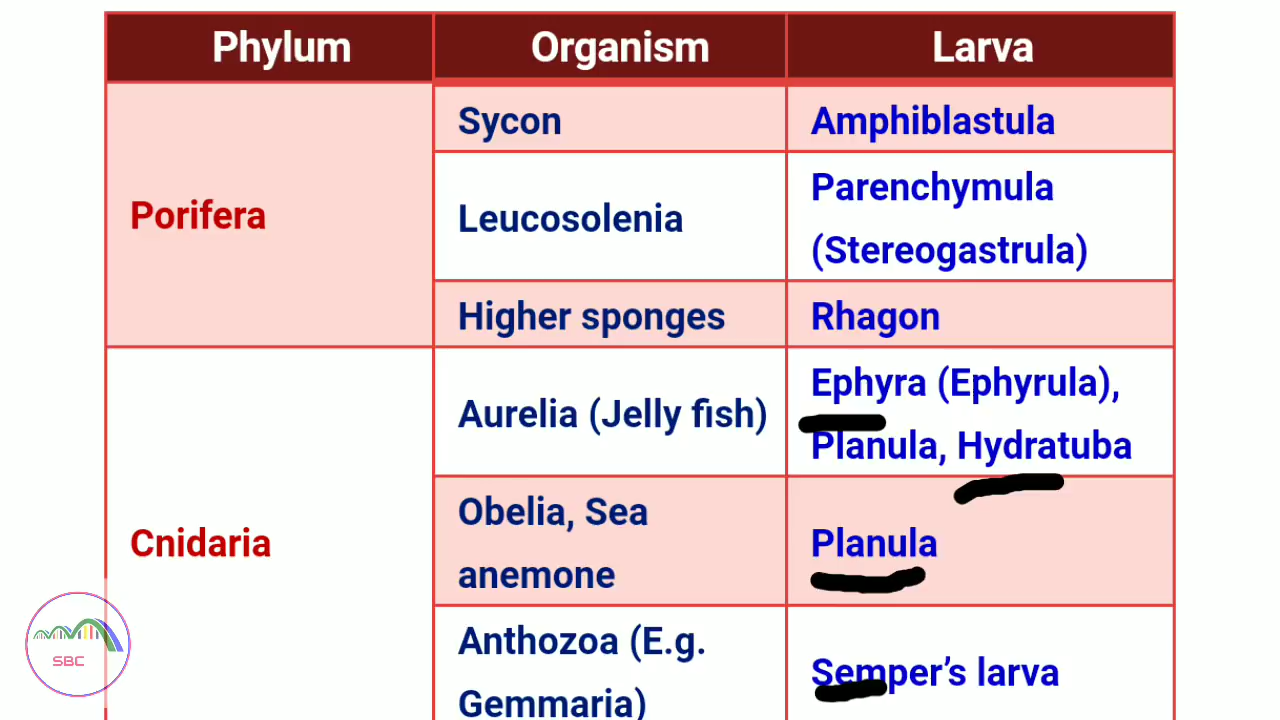 Phylum Organism Larva
Porifera
Sycon Amphiblastula
Leucosolenia
Parenchymula
(Stereogastrula)
Higher sponges Rhagon
Cnidaria
Aurelia (Jelly fish)
Ephyra (Ephyrula),
Planula, Hydratuba
Obelia, Sea
anemone
Planula
Anthozoa (E.g.
Gemmaria)
Semper’s larva
SBC